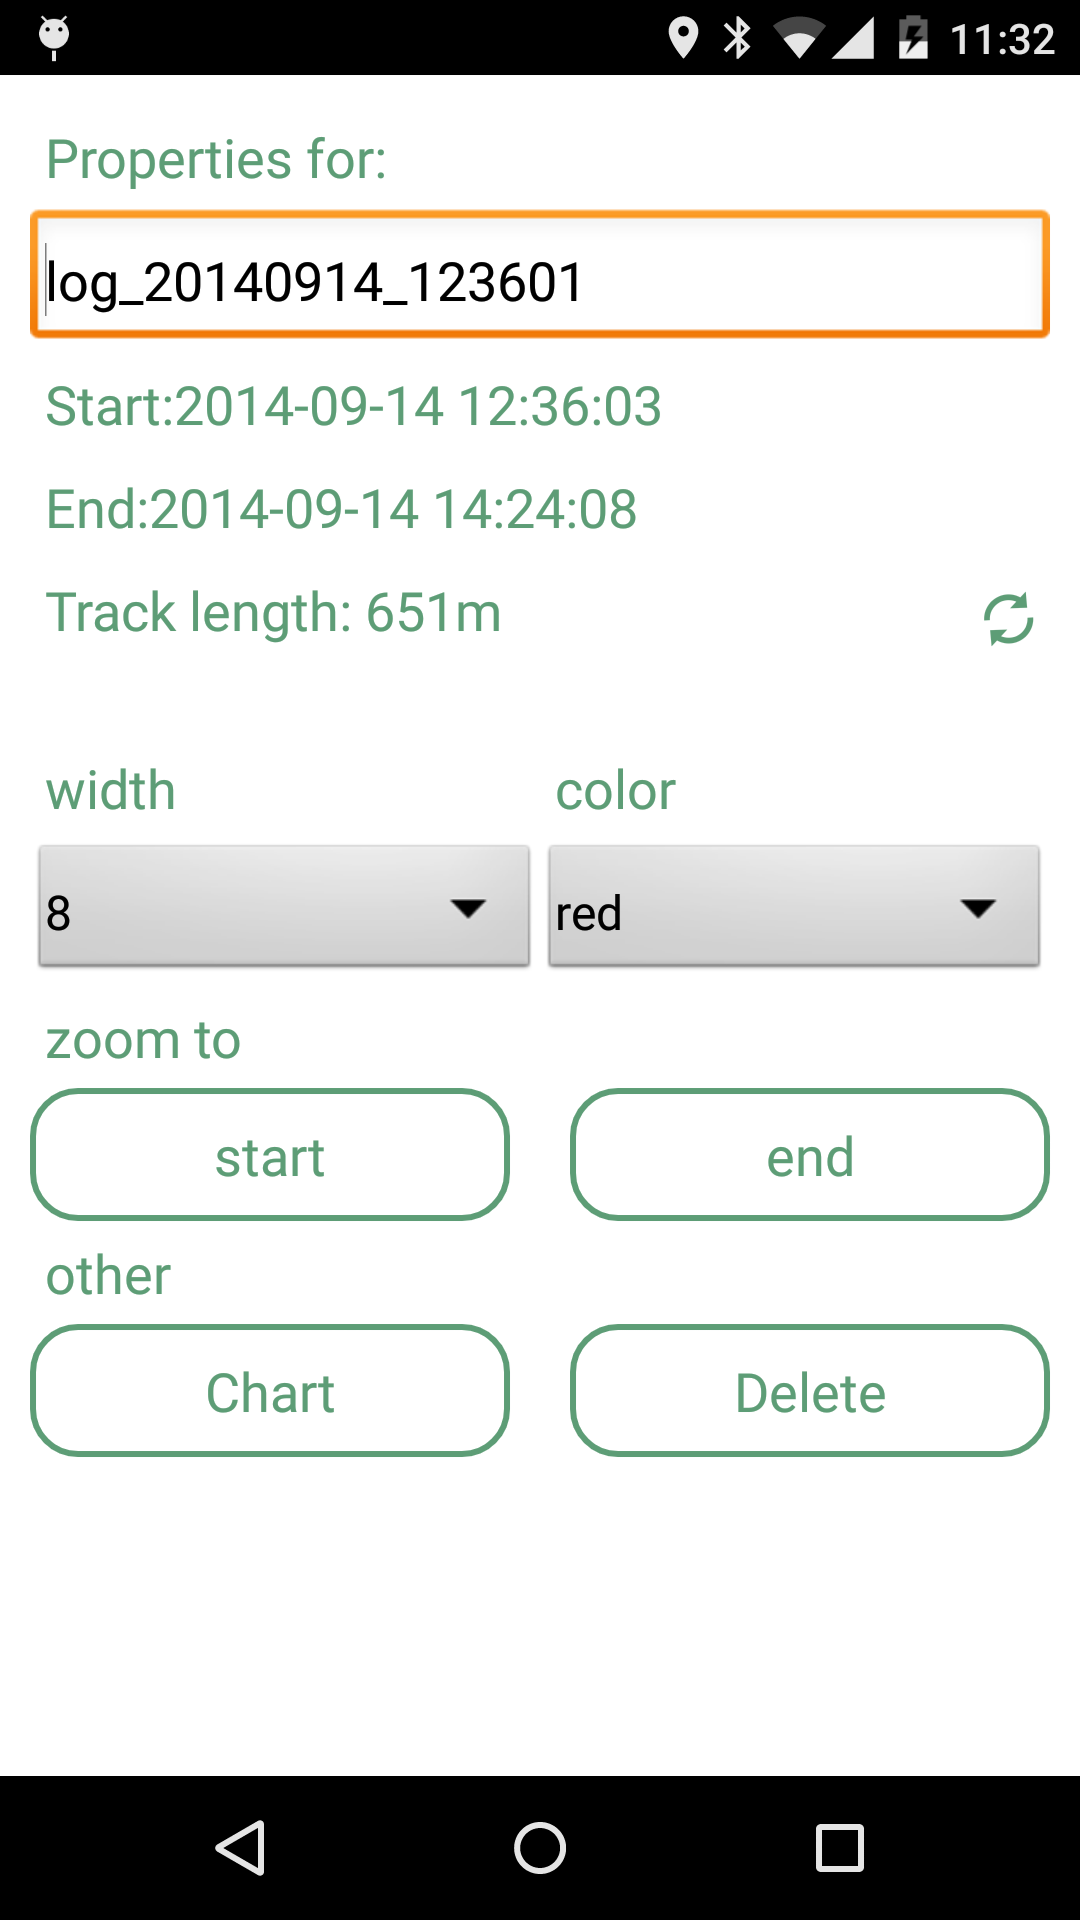 11:32
Properties for:
log_20140914_123601
Start:2014-09-14 12:36:03
End:2014-09-14 14:24:08
Track length: 651m
width color
8 red
zoom to
start end
other
Chart Delete